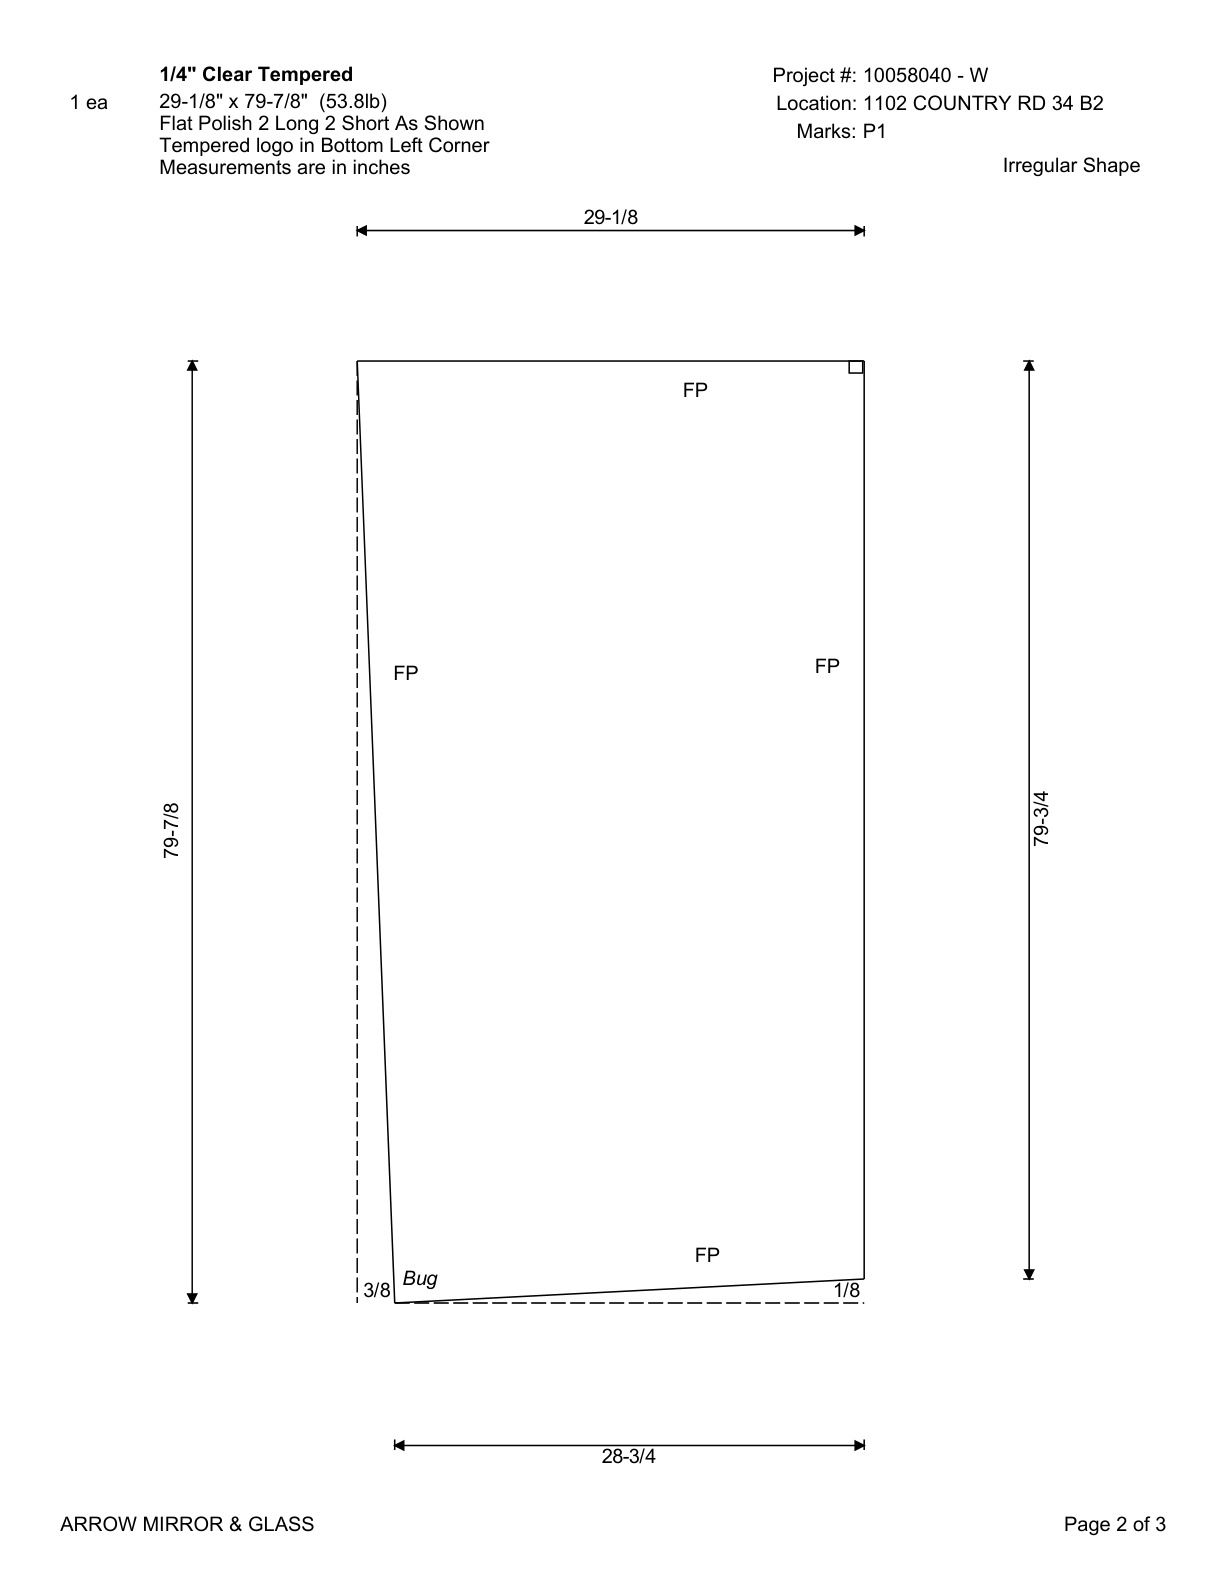 1/4" Clear Tempered
Project #: 10058040 - W
1 ea
29-1/8" x 79-7/8" (53.8lb)
Location: 1102 COUNTRY RD 34 B2
Flat Polish 2 Long 2 Short As Shown
Marks: P1
Tempered logo in Bottom Left Corner
Measurements are in inches
Irregular Shape
29-1/8
FP
FP
FP
79-7/8
79-3/4
FP
Bug
3/8
1/8
28-3/4
ARROW MIRROR & GLASS
Page 2 of 3